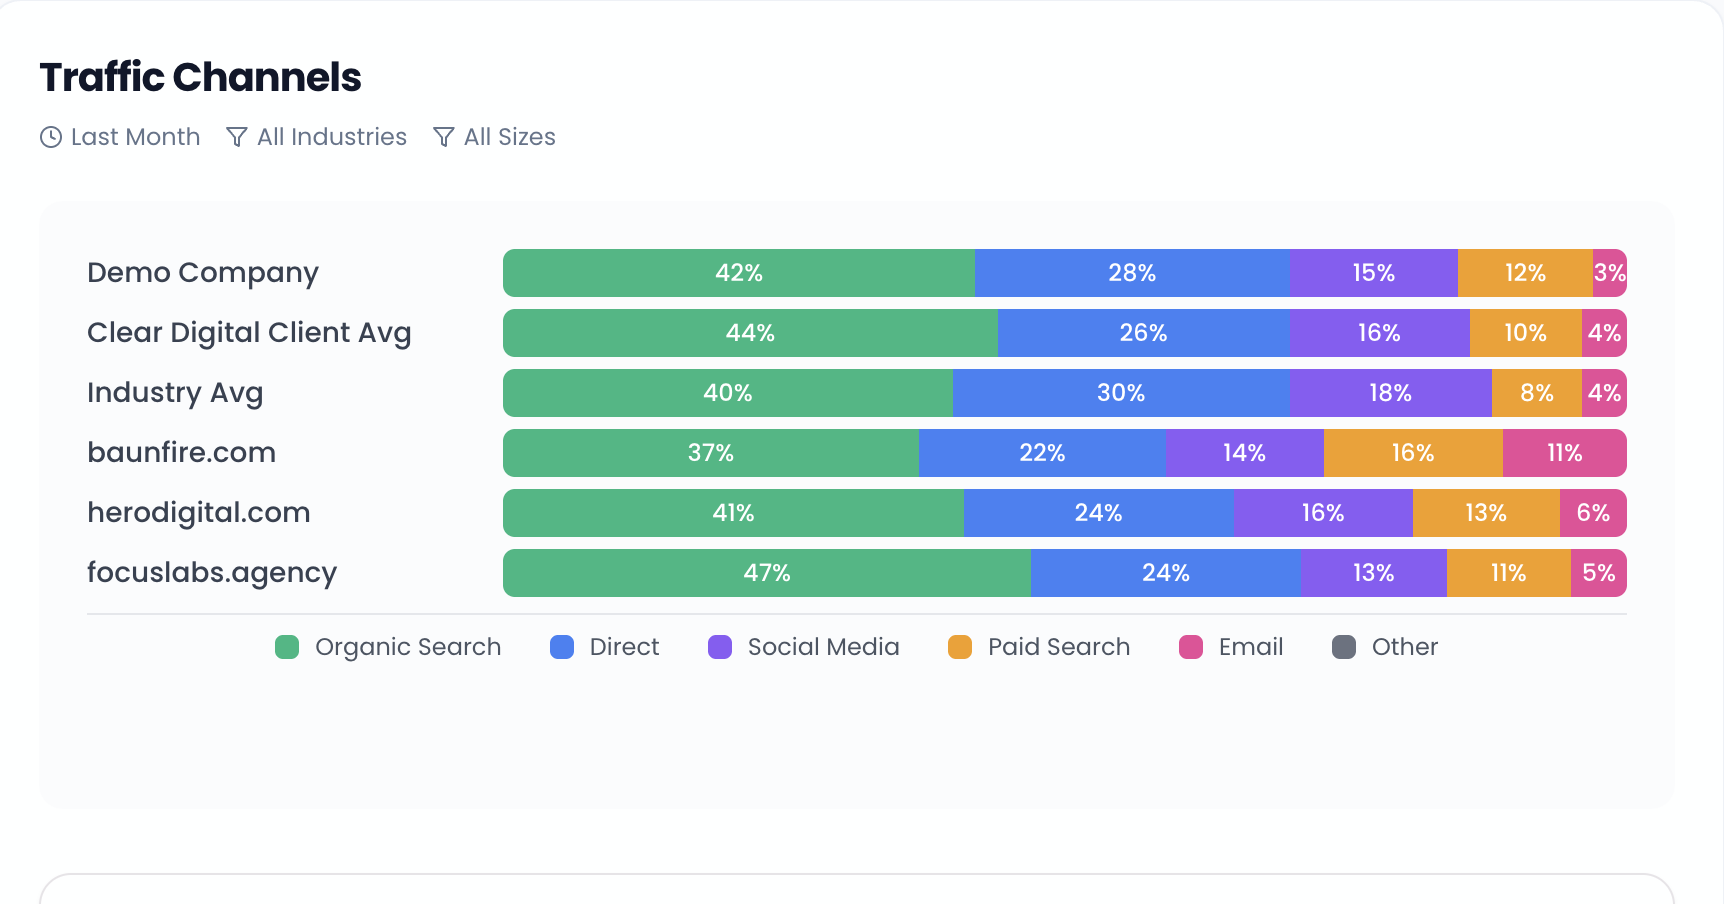 Traffic Channels
Last Month All Industries All Sizes
Demo Company 42% 28% 15% 12% 3%
Clear Digital Client Avg 44% 26% 16% 10% 4%
Industry Avg 40% 30% 18% 8% 4%
baunfire.com 37% 22% 14% 16% 11%
herodigital.com 41% 24% 16% 13% 6%
focuslabs.agency 47% 24% 13% 11% 5%
Organic Search Direct Social Media Paid Search Email Other